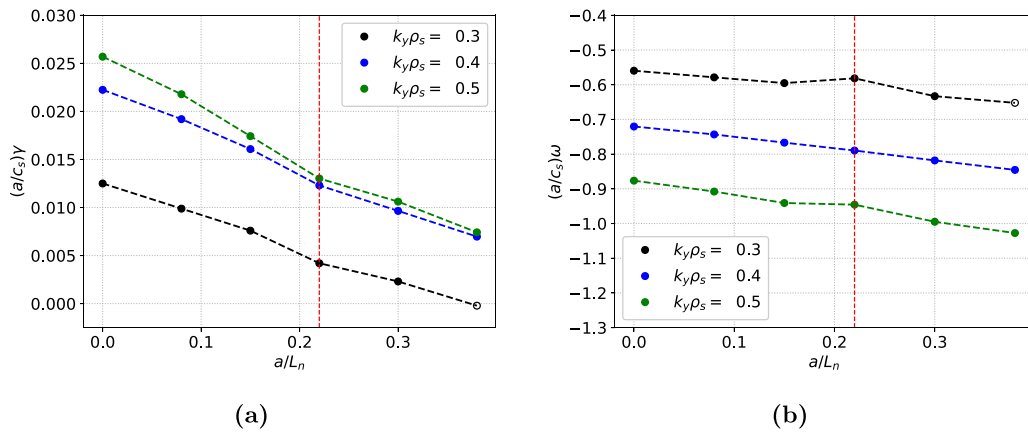 0.030
0.025
0.020
0.015
0.010
0.005
0.000
(a/c_s)γ
k_yρ_s = 0.3
k_yρ_s = 0.4
k_yρ_s = 0.5
0.0 0.1 0.2 0.3
a/L_n
(a)
−0.4
−0.5
−0.6
−0.7
−0.8
−0.9
−1.0
−1.1
−1.2
−1.3
(a/c_s)ω
k_yρ_s = 0.3
k_yρ_s = 0.4
k_yρ_s = 0.5
0.0 0.1 0.2 0.3
a/L_n
(b)